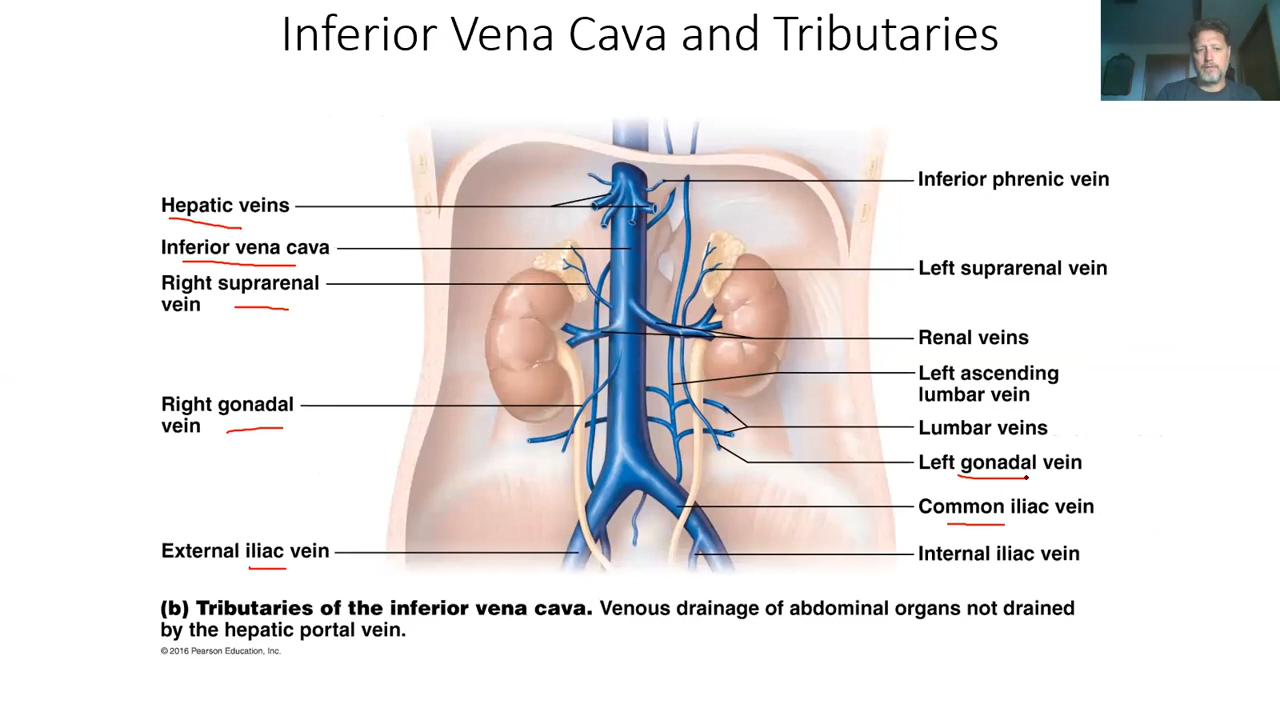 Inferior Vena Cava and Tributaries
Hepatic veins
Inferior vena cava
Right suprarenal
vein
Right gonadal
vein
External iliac vein
Inferior phrenic vein
Left suprarenal vein
Renal veins
Left ascending
lumbar vein
Lumbar veins
Left gonadal vein
Common iliac vein
Internal iliac vein
(b) Tributaries of the inferior vena cava. Venous drainage of abdominal organs not drained
by the hepatic portal vein.
© 2016 Pearson Education, Inc.